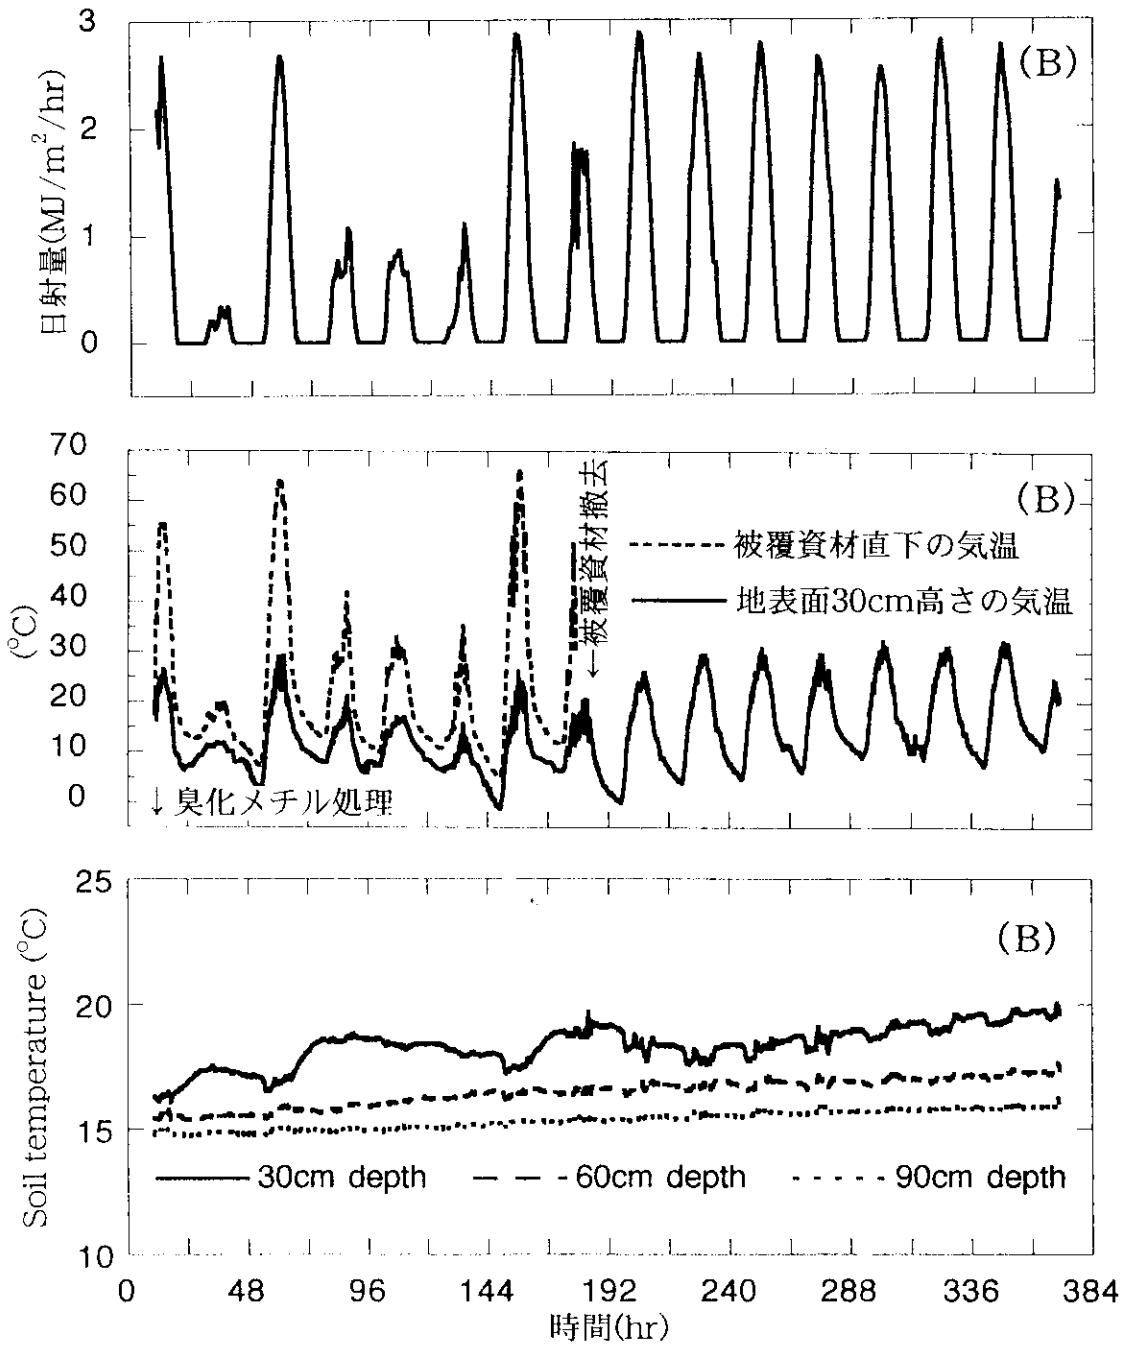 3
2
1
0
日射量(MJ/m²/hr)
(B)
70
60
50
40
30
20
10
0
(°C)
(B)
←被覆資材撤去
被覆資材直下の気温
地表面30cm高さの気温
↓臭化メチル処理
25
20
15
10
Soil temperature (°C)
(B)
30cm depth
60cm depth
90cm depth
0 48 96 144 192 240 288 336 384
時間(hr)